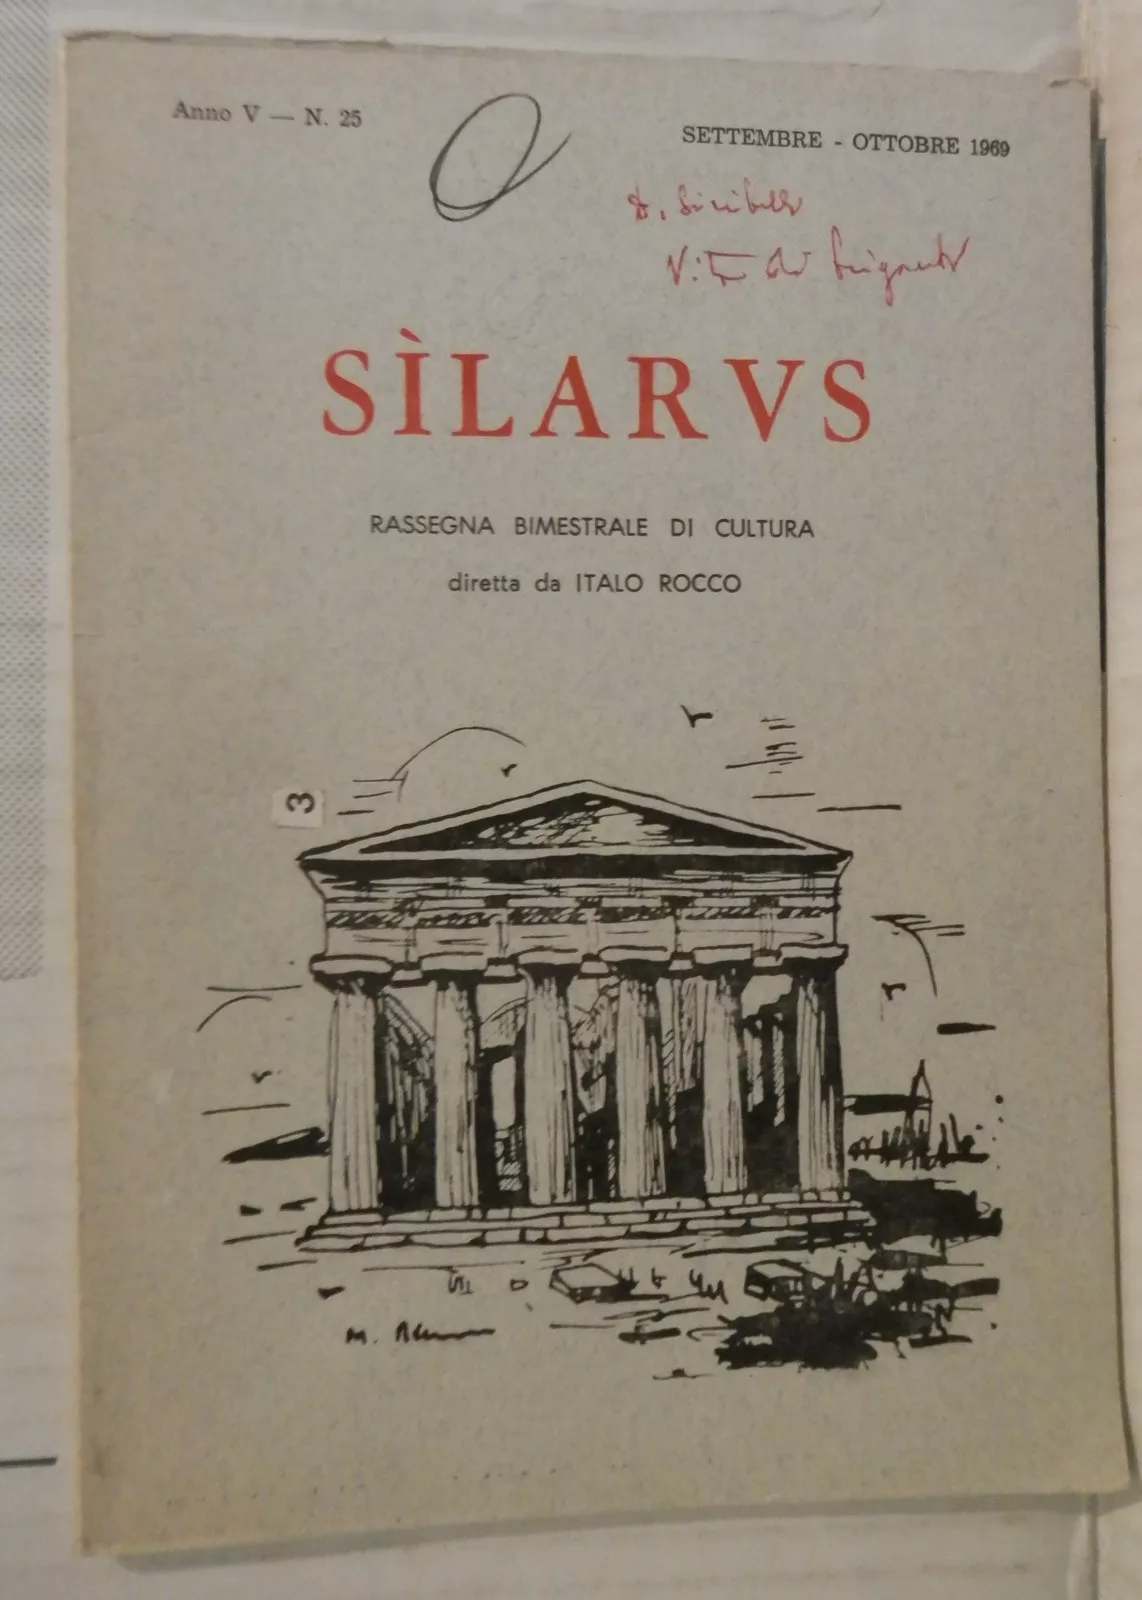 Anno V — N. 25
SETTEMBRE - OTTOBRE 1969
SÌLARVS
RASSEGNA BIMESTRALE DI CULTURA
diretta da ITALO ROCCO
3
M.